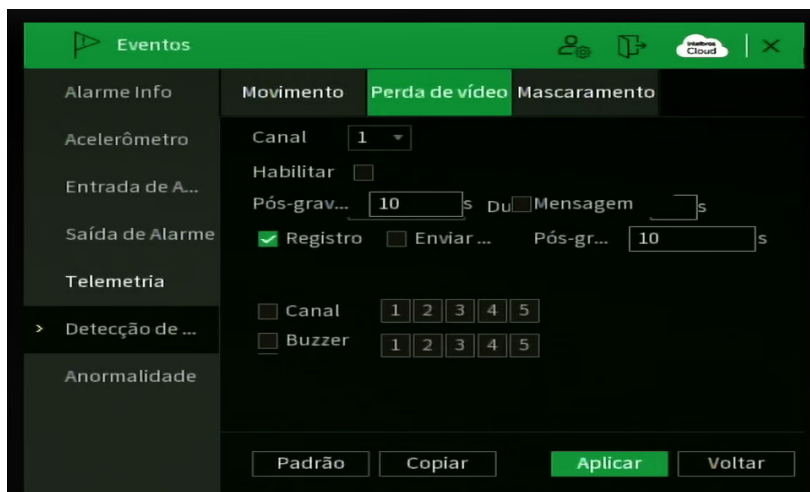 Eventos
intelbras Cloud
Alarme Info
Acelerômetro
Entrada de A...
Saída de Alarme
Telemetria
> Detecção de ...
Anormalidade
Movimento Perda de vídeo Mascaramento
Canal 1
Habilitar
Pós-grav... 10 s Du Mensagem s
Registro Enviar ... Pós-gr... 10 s
Canal 1 2 3 4 5
Buzzer 1 2 3 4 5
Padrão Copiar Aplicar Voltar